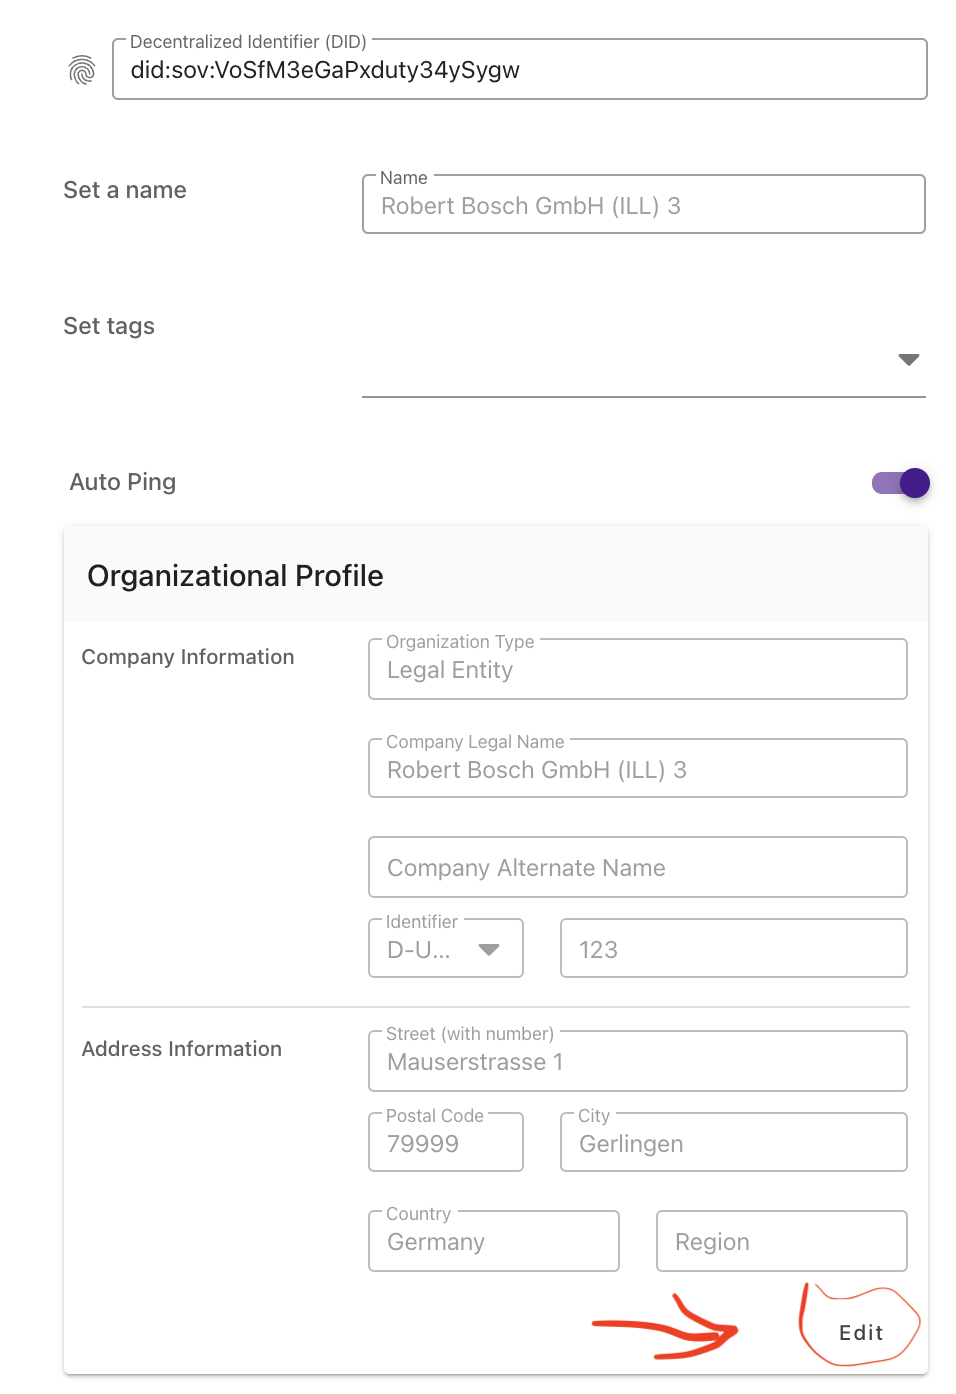 Decentralized Identifier (DID)
did:sov:VoSfM3eGaPxduty34ySygw
Set a name
Name
Robert Bosch GmbH (ILL) 3
Set tags
Auto Ping
Organizational Profile
Company Information
Organization Type
Legal Entity
Company Legal Name
Robert Bosch GmbH (ILL) 3
Company Alternate Name
Identifier
D-U...
123
Address Information
Street (with number)
Mauserstrasse 1
Postal Code
79999
City
Gerlingen
Country
Germany
Region
Edit